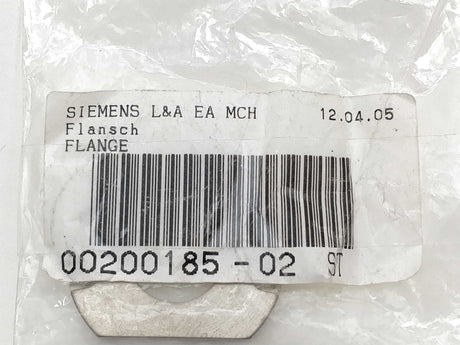 SIEMENS L&A EA MCH 12.04.05
Flansch
FLANGE
00200185-02 ST